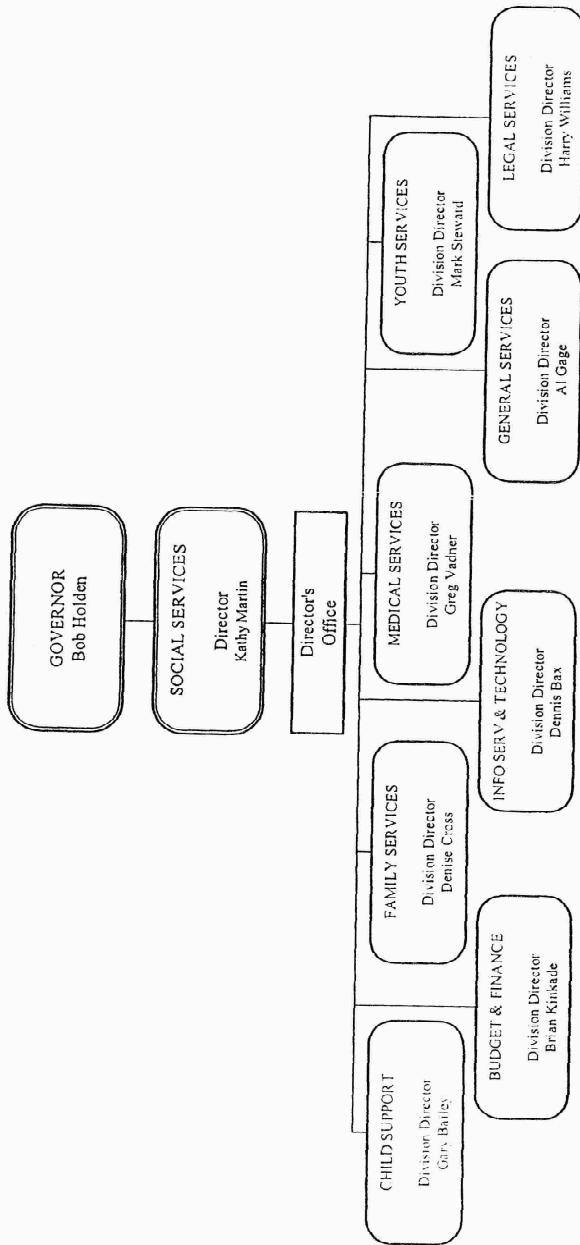 GOVERNOR
Bob Holden
SOCIAL SERVICES
Director
Kathy Martin
Director's
Office
CHILD SUPPORT
Division Director
Gary Bailey
FAMILY SERVICES
Division Director
Denise Cross
MEDICAL SERVICES
Division Director
Greg Vadner
YOUTH SERVICES
Division Director
Mark Steward
BUDGET & FINANCE
Division Director
Brian Kinkade
INFO SERV & TECHNOLOGY
Division Director
Dennis Bax
GENERAL SERVICES
Division Director
Al Gage
LEGAL SERVICES
Division Director
Harry Williams